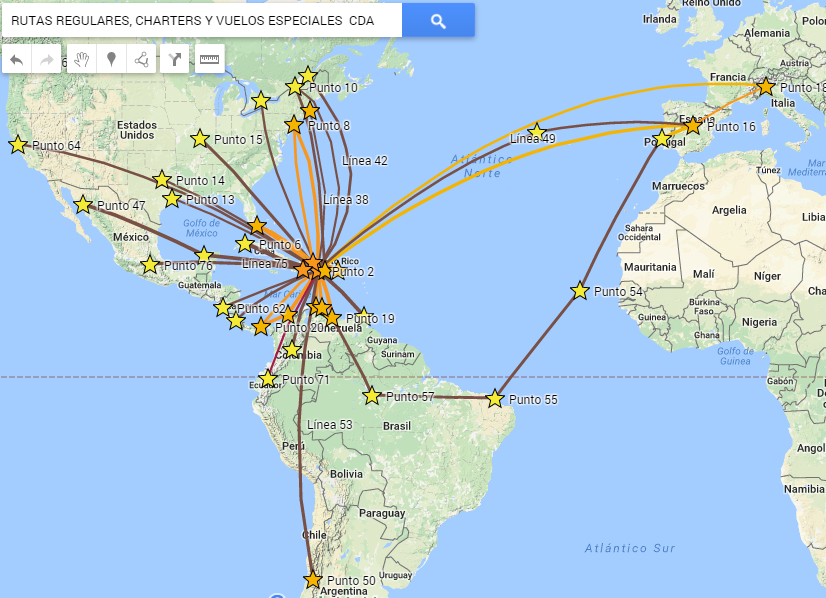 RUTAS REGULARES, CHARTERS Y VUELOS ESPECIALES CDA
Reino Unido
Irlanda
Alemania
Austria
Francia
Punto 10
Punto 18
Italia
Punto 8
España
Punto 16
Portugal
Línea 49
Estados
Unidos
Punto 15
Punto 64
Atlántico
Norte
Línea 42
Túnez
Marruecos
Punto 14
Punto 13
Línea 38
Punto 47
Argelia
Libia
Golfo de
México
Sahara
Occidental
México
Punto 6
Línea 75
Punto 76
Rico
Punto 2
Mauritania
Malí
Níger
Guatemala
Punto 54
Mar
Punto 62
Burkina
Faso
Guinea
Nigeria
Punto 19
Punto 20
Ghana
Guyana
Surinam
Colombia
Golfo de
Guinea
Punto 71
Ecuador
Gabón
Punto 57
Punto 55
Línea 53
Brasil
Perú
Bolivia
Namibia
Paraguay
Chile
Atlántico Sur
Punto 50
Uruguay
Argentina